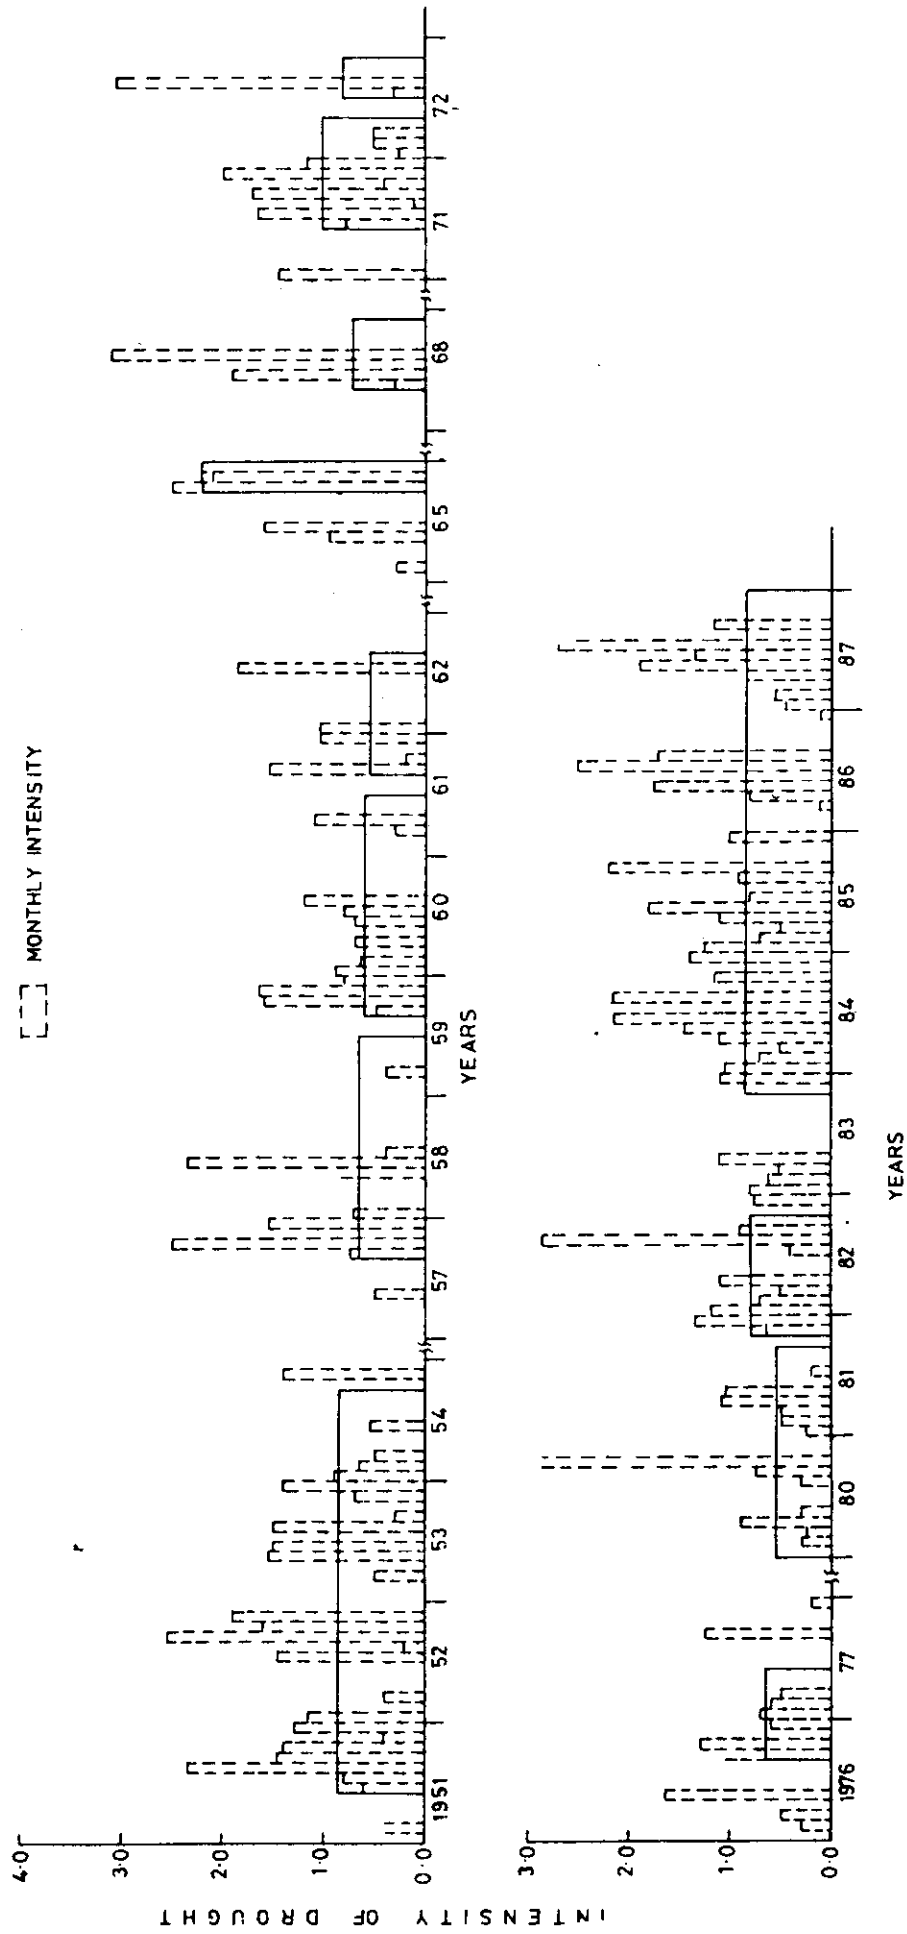 MONTHLY INTENSITY
INTENSITY OF DROUGHT
4.0
3.0
2.0
1.0
0.0
1951 52 53 54 57 58 59 60 61 62 65 68 71 72
YEARS
3.0
2.0
1.0
0.0
1976 77 80 81 82 83 84 85 86 87
YEARS